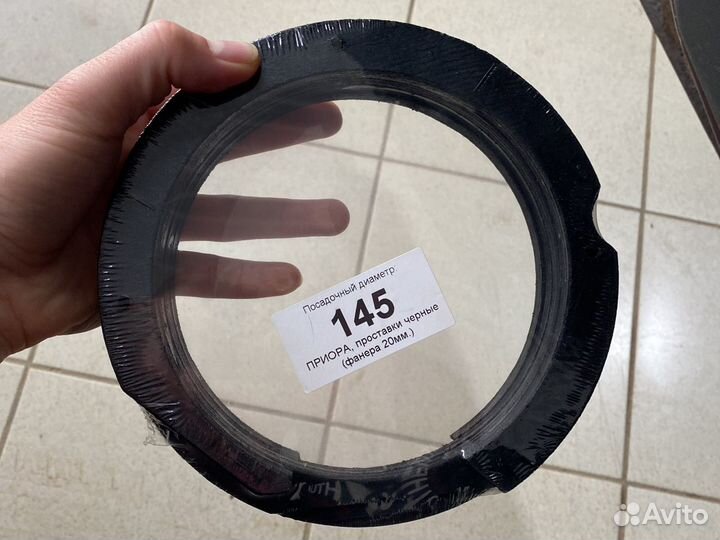 Посадочный диаметр
145
ПРИОРА, проставки черные
(фанера 20мм.)
Avito